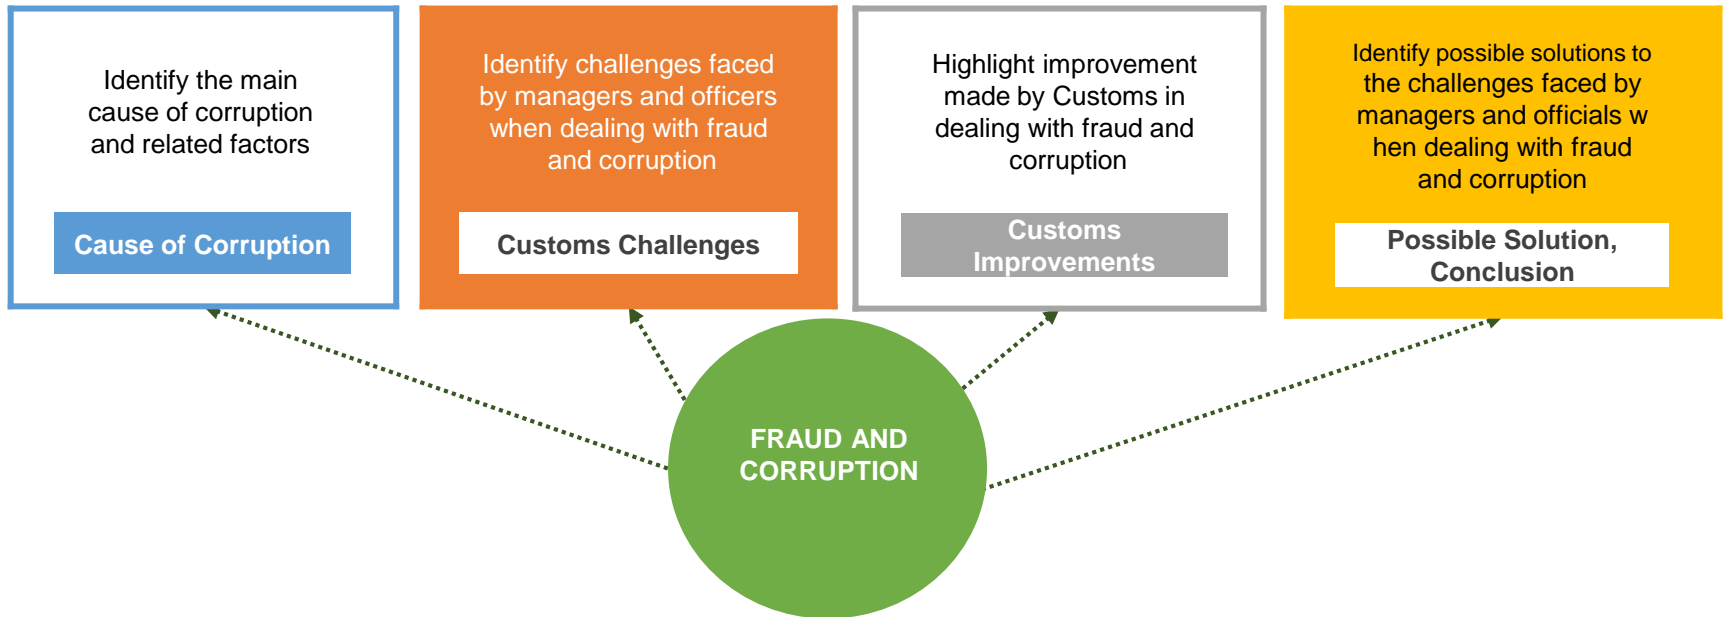 Identify the main
cause of corruption
and related factors
Cause of Corruption
Identify challenges faced
by managers and officers
when dealing with fraud
and corruption
Customs Challenges
Highlight improvement
made by Customs in
dealing with fraud and
corruption
Customs
Improvements
Identify possible solutions to
the challenges faced by
managers and officials w
hen dealing with fraud
and corruption
Possible Solution,
Conclusion
FRAUD AND
CORRUPTION